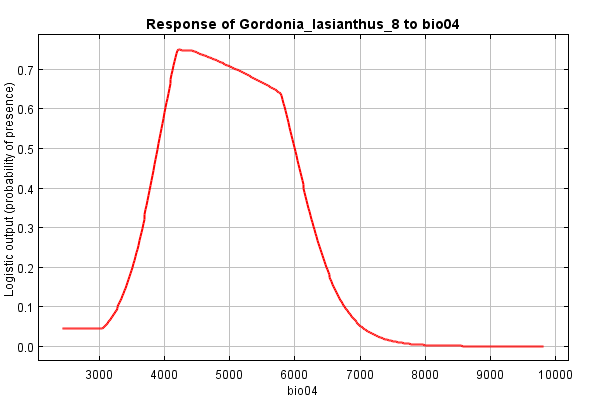 Response of Gordonia_lasianthus_8 to bio04
Logistic output (probability of presence)
0.7
0.6
0.5
0.4
0.3
0.2
0.1
0.0
3000 4000 5000 6000 7000 8000 9000 10000
bio04